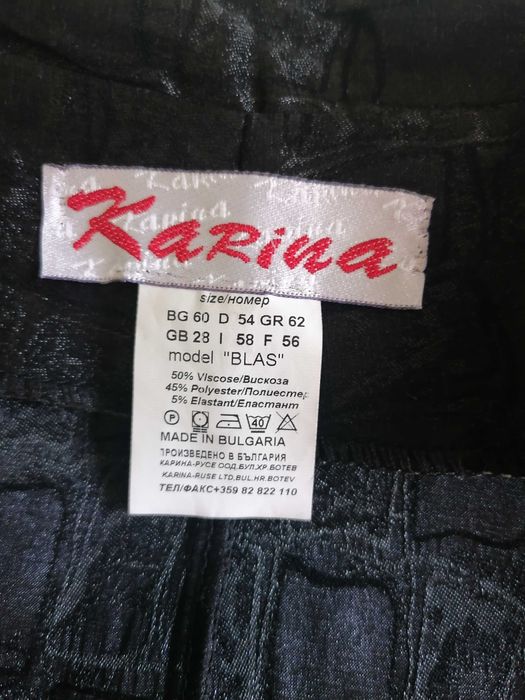 Karina
size/номер
BG 60 D 54 GR 62
GB 28 I 58 F 56
model "BLAS"
50% Viscose/Вискоза
45% Polyester/Полиестер
5% Elastant/Еластант
P 40
MADE IN BULGARIA
ПРОИЗВЕДЕНО В БЪЛГАРИЯ
КАРИНА-РУСЕ ООД,БУЛ.ХР.БОТЕВ
KARINA-RUSE LTD,BUL.HR.BOTEV
ТЕЛ/ФАКС+359 82 822 110